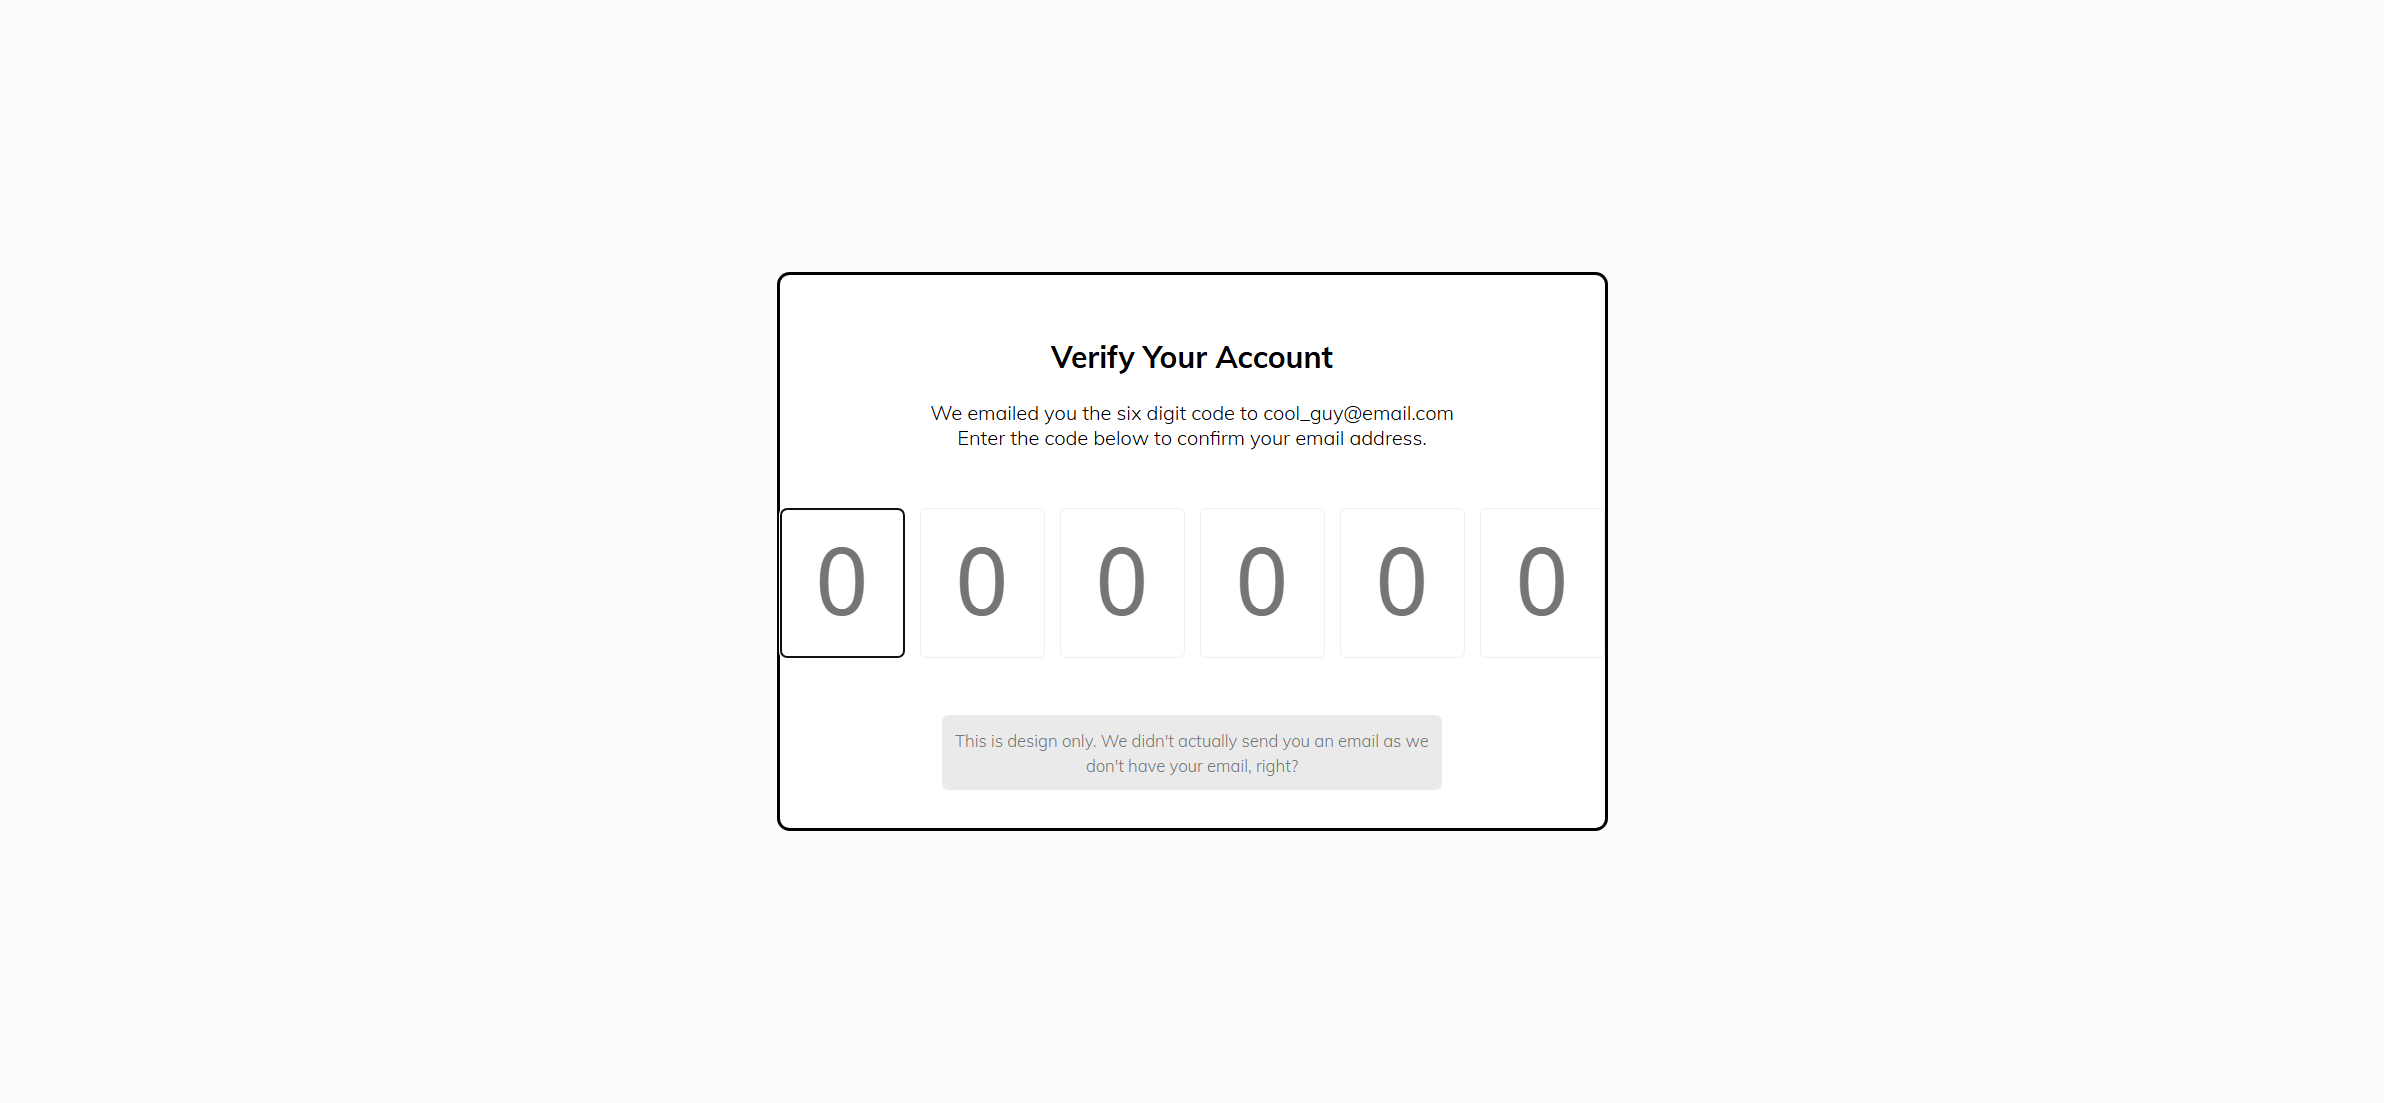 Verify Your Account
We emailed you the six digit code to cool_guy@email.com
Enter the code below to confirm your email address.
0 0 0 0 0 0
This is design only. We didn't actually send you an email as we
don't have your email, right?